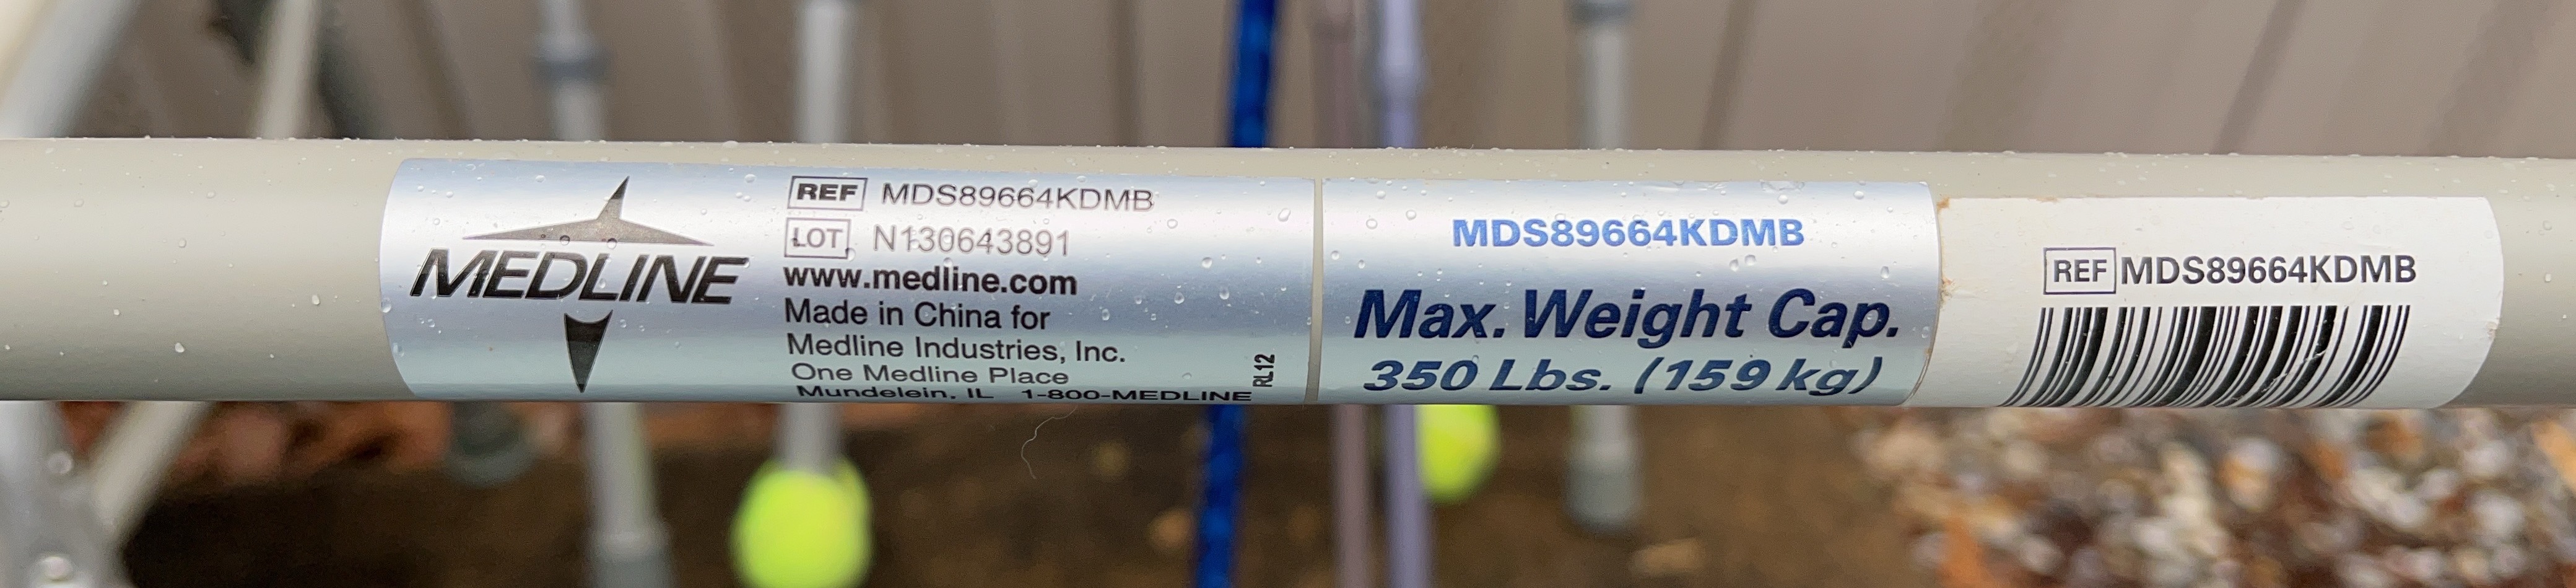 MEDLINE
REF MDS89664KDMB
LOT N130643891
www.medline.com
Made in China for
Medline Industries, Inc.
One Medline Place
Mundelein, IL 1-800-MEDLINE
RL12
MDS89664KDMB
Max. Weight Cap.
350 Lbs. (159 kg)
REF MDS89664KDMB